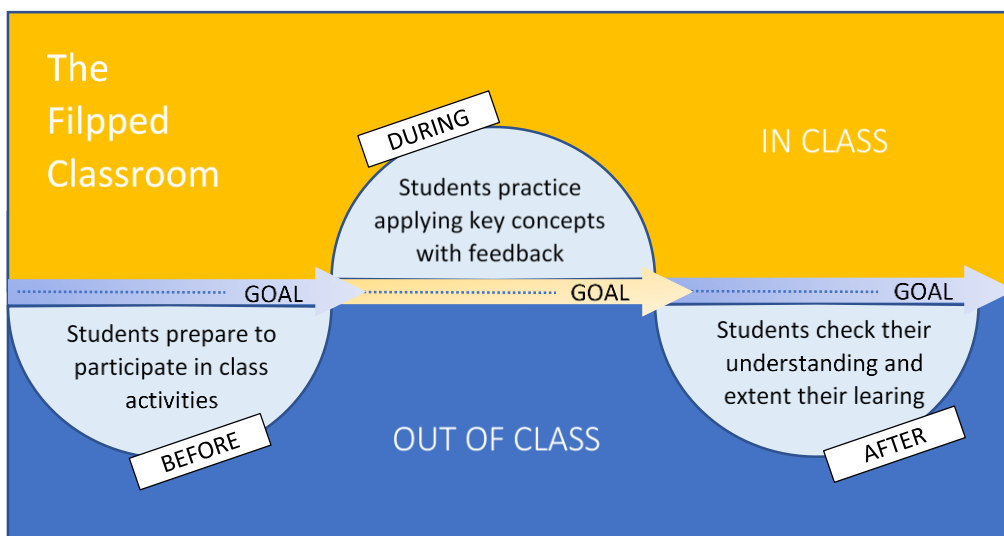 The
Filpped
Classroom
DURING
IN CLASS
Students practice
applying key concepts
with feedback
GOAL
GOAL
GOAL
Students prepare to
participate in class
activities
BEFORE
OUT OF CLASS
Students check their
understanding and
extent their learing
AFTER